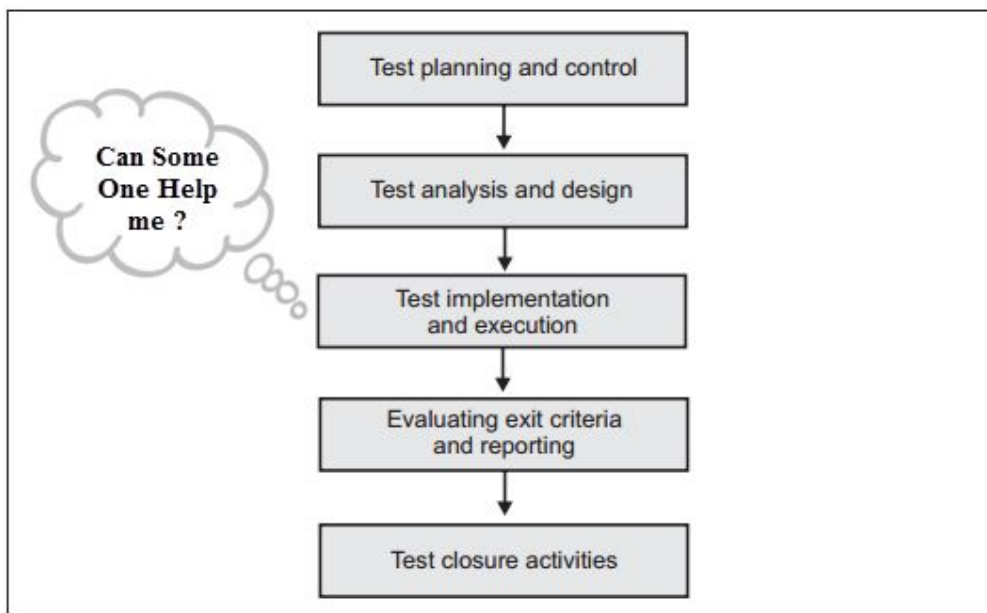 Test planning and control
Can Some
One Help
me ?
Test analysis and design
Test implementation
and execution
Evaluating exit criteria
and reporting
Test closure activities